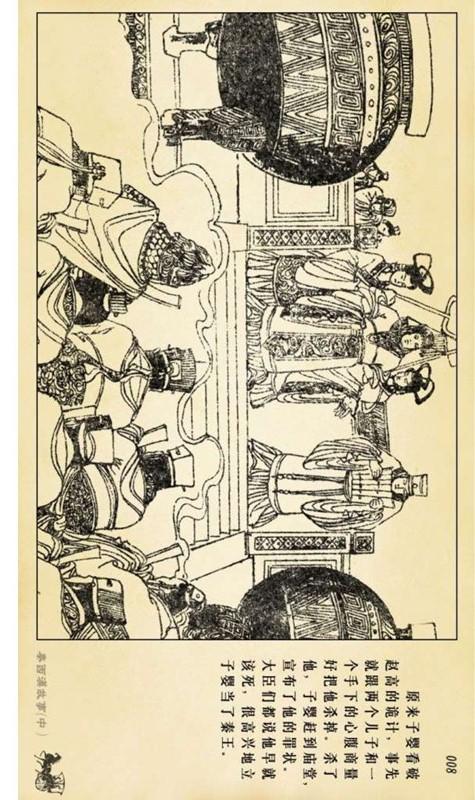 008
原来子婴看破
赵高的诡计，事先
就跟两个儿子和一
个手下的心腹商量
好把他杀掉。杀了
他，子婴赶到庙堂，
宣布了他的罪状。
大臣们都说他早就
该死，很高兴地立
子婴当了秦王。
秦西汉故事(中)